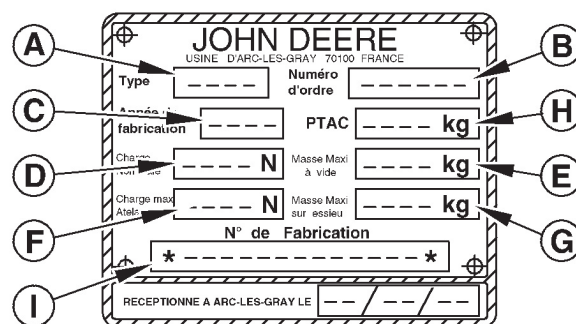 JOHN DEERE
USINE D'ARC-LES-GRAY 70100 FRANCE
A
Type _ _ _ _
Numéro d'ordre _ _ _ _ _ _
B
C
fabrication _ _ _ _
PTAC _ _ _ _ kg
H
D
Charge
_ _ _ _ N
Masse Maxi à vide _ _ _ _ kg
E
F
Charge max
_ _ _ _ N
Masse Maxi sur essieu _ _ _ _ kg
G
N° de Fabrication
* _ _ _ _ _ _ _ _ _ _ _ _ _ *
I
RECEPTIONNE A ARC-LES-GRAY LE _ _ / _ _ / _ _